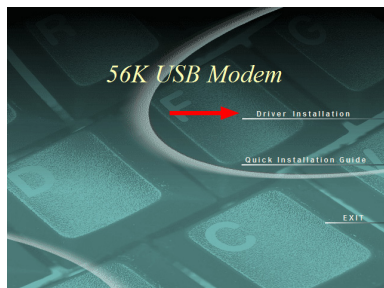 56K USB Modem
Driver Installation
Quick Installation Guide
EXIT
R
G
F
D
C